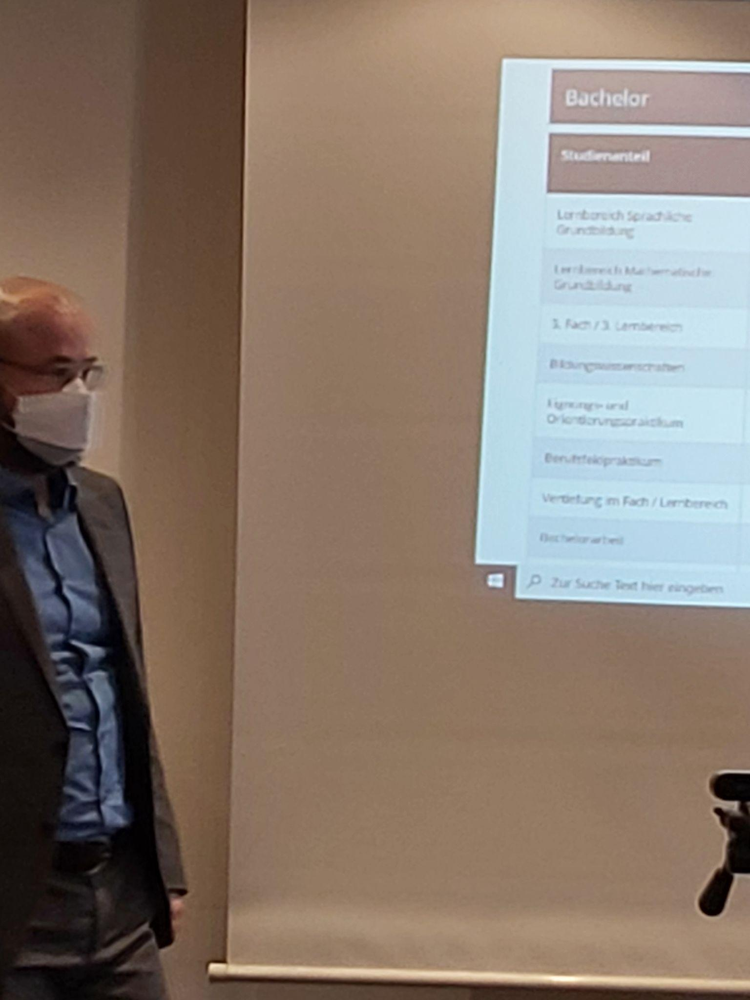 Bachelor
Studienanteil
Lernbereich Sprachliche
Grundbildung
Lernbereich Mathematische
Grundbildung
3. Fach / 3. Lernbereich
Bildungswissenschaften
Eignungs- und
Orientierungspraktikum
Berufsfeldpraktikum
Vertiefung im Fach / Lernbereich
Bachelorarbeit
Zur Suche Text hier eingeben